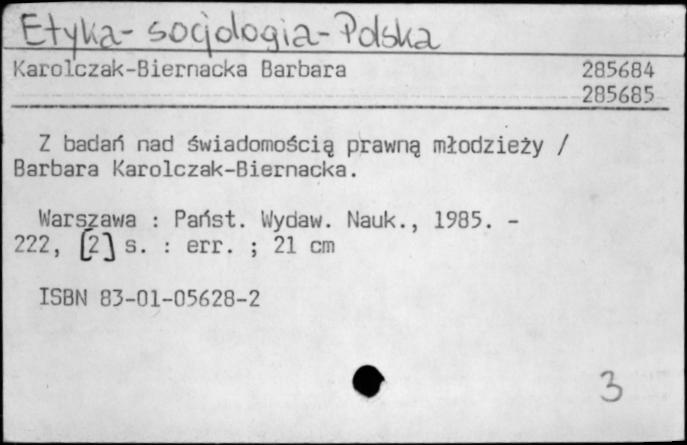 Etyka - socjologia - Polska
Karolczak-Biernacka Barbara 285684
285685
Z badań nad świadomością prawną młodzieży /
Barbara Karolczak-Biernacka.
Warszawa : Państ. Wydaw. Nauk., 1985. -
222, [2] s. : err. ; 21 cm
ISBN 83-01-05628-2
3